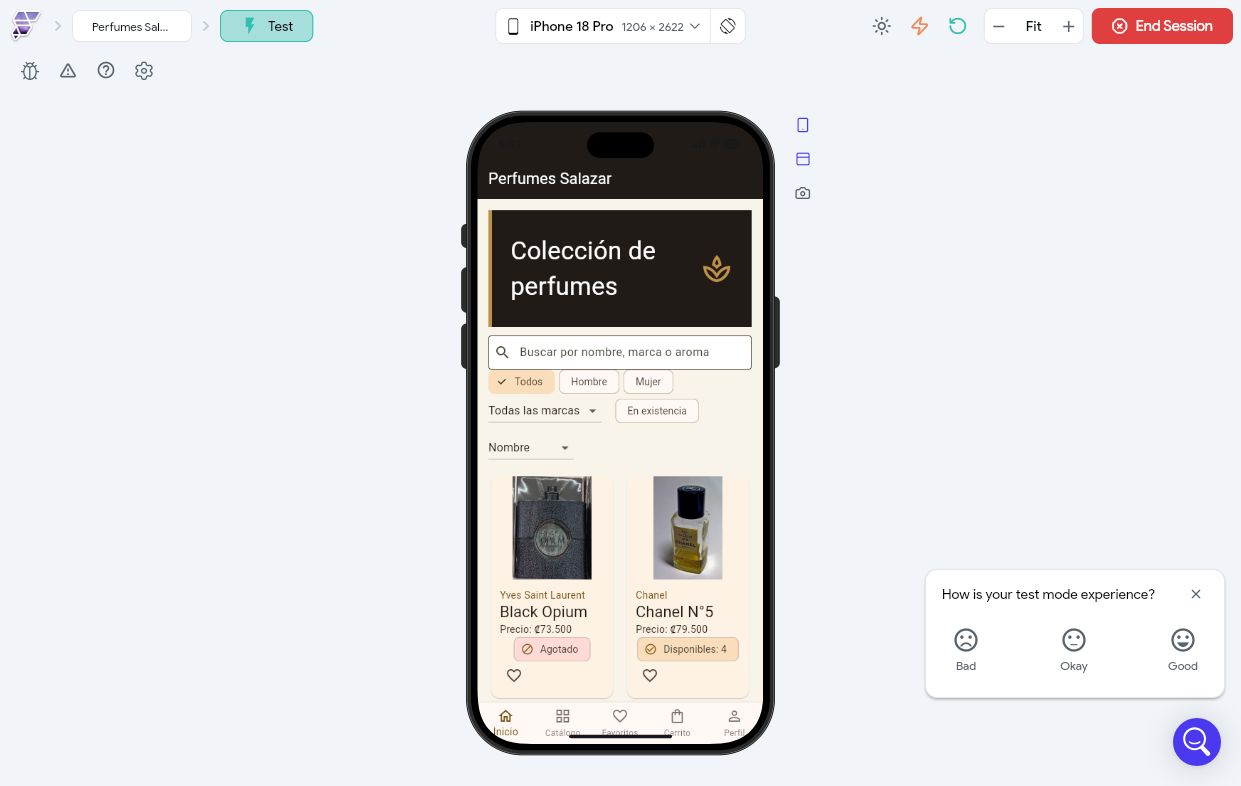 Perfumes Sal...
Test
iPhone 18 Pro 1206 × 2622
Fit
End Session
Perfumes Salazar
Colección de
perfumes
Buscar por nombre, marca o aroma
Todos
Hombre
Mujer
Todas las marcas
En existencia
Nombre
Yves Saint Laurent
Black Opium
Precio: ₡73.500
Agotado
Chanel
Chanel N°5
Precio: ₡79.500
Disponibles: 4
Inicio
Catálogo
Favoritos
Carrito
Perfil
How is your test mode experience?
Bad
Okay
Good